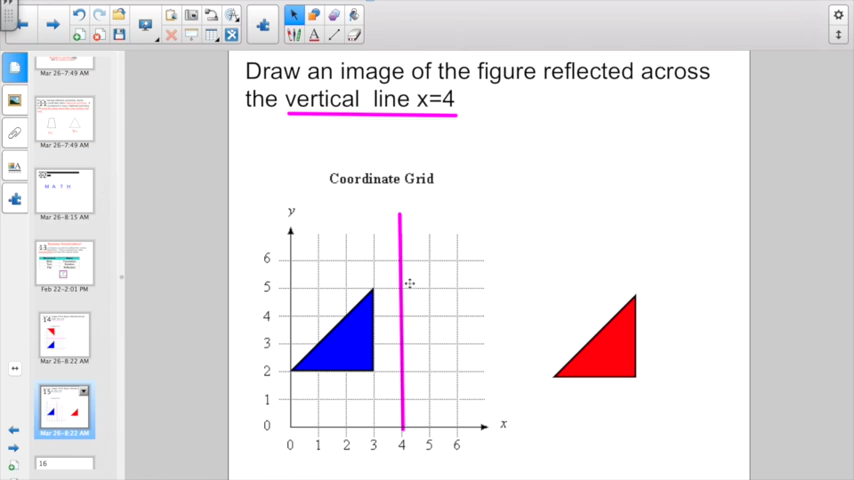 Draw an image of the figure reflected across
the vertical line x=4
Coordinate Grid
y
6
5
4
3
2
1
0
x
0 1 2 3 4 5 6
Mar 26-7:49 AM
Mar 26-7:49 AM
M A T H
Mar 26-8:15 AM
13
Feb 22-2:01 PM
14
Mar 26-8:22 AM
15
Mar 26-8:22 AM
16